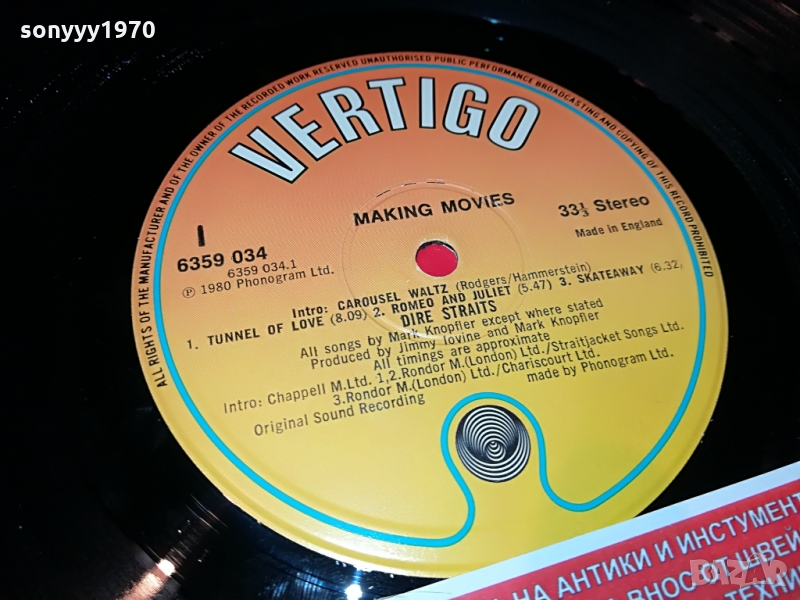 sonyyy1970
ALL RIGHTS OF THE MANUFACTURER AND OF THE OWNER OF THE RECORDED WORK RESERVED UNAUTHORISED PUBLIC PERFORMANCE BROADCASTING AND COPYING OF THIS RECORD PROHIBITED
VERTIGO
MAKING MOVIES
I
6359 034
6359 034.1
℗ 1980 Phonogram Ltd.
33⅓ Stereo
Made in England
Intro: CAROUSEL WALTZ (Rodgers/Hammerstein)
1. TUNNEL OF LOVE (8.09) 2. ROMEO AND JULIET (5.47) 3. SKATEAWAY (6.32)
DIRE STRAITS
All songs by Mark Knopfler except where stated
Produced by Jimmy Iovine and Mark Knopfler
All timings are approximate
Intro: Chappell M.Ltd. 1,2.Rondor M.(London) Ltd./Straitjacket Songs Ltd.
3.Rondor M.(London) Ltd./Chariscourt Ltd.
Original Sound Recording made by Phonogram Ltd.
НА АНТИКИ И ИНСТУМЕНТ
ВНОС ОТ ШВЕЙ
ТЕХНИ
BAZAR